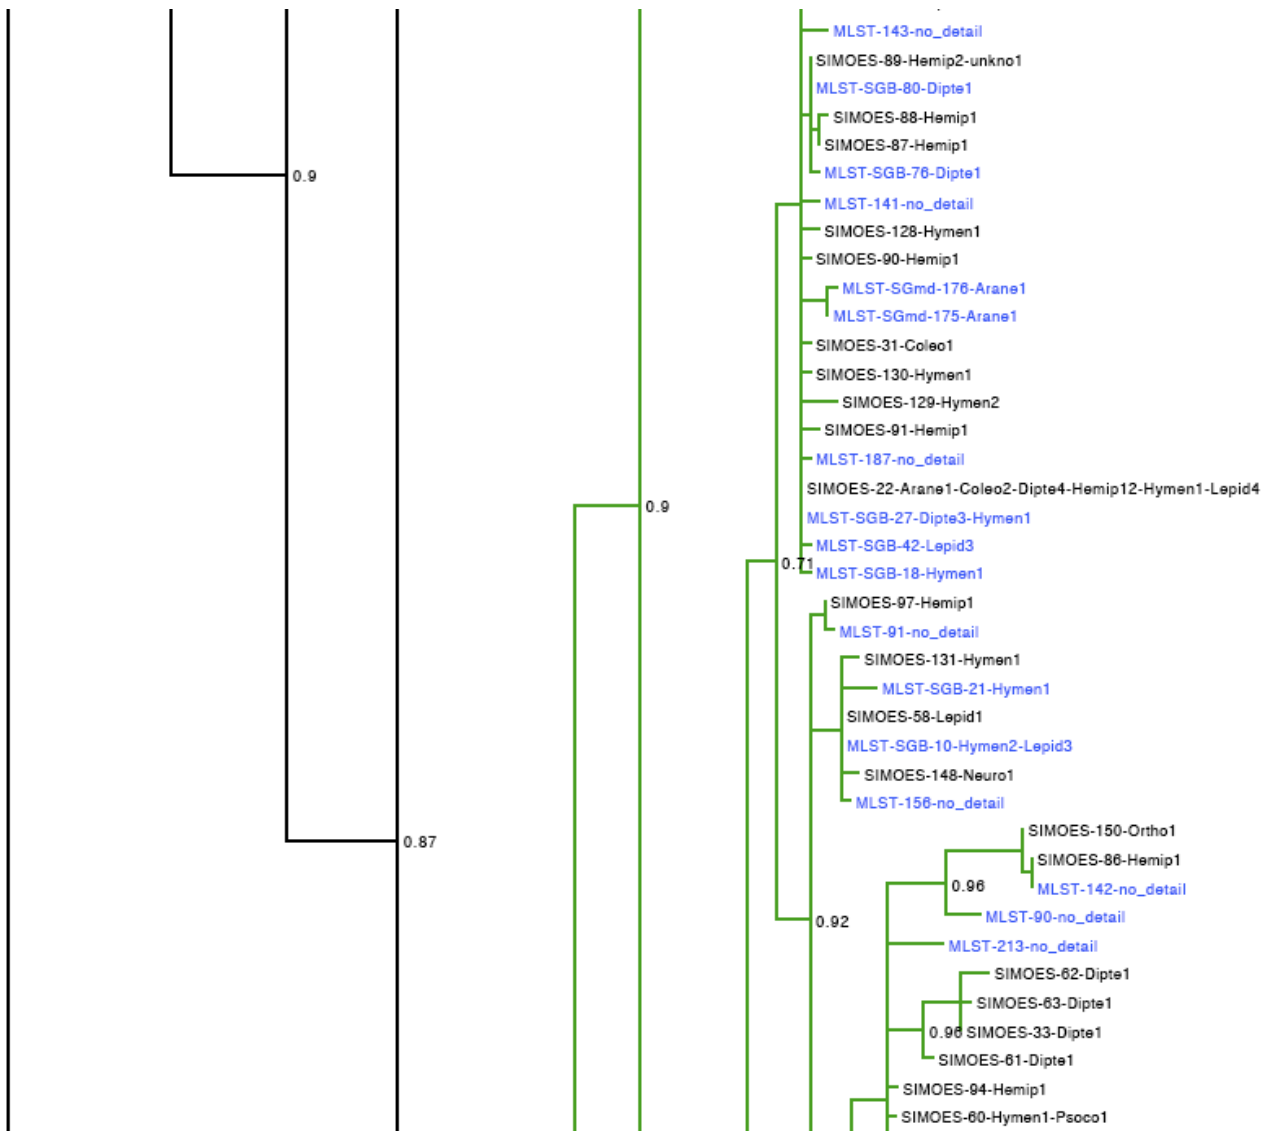 MLST-143-no_detail
SIMOES-89-Hemip2-unkno1
MLST-SGB-80-Dipte1
SIMOES-88-Hemip1
SIMOES-87-Hemip1
MLST-SGB-76-Dipte1
0.9
MLST-141-no_detail
SIMOES-128-Hymen1
SIMOES-90-Hemip1
MLST-SGmd-176-Arane1
MLST-SGmd-175-Arane1
SIMOES-31-Coleo1
SIMOES-130-Hymen1
SIMOES-129-Hymen2
SIMOES-91-Hemip1
MLST-187-no_detail
SIMOES-22-Arane1-Coleo2-Dipte4-Hemip12-Hymen1-Lepid4
0.9
MLST-SGB-27-Dipte3-Hymen1
MLST-SGB-42-Lepid3
0.71
MLST-SGB-18-Hymen1
SIMOES-97-Hemip1
MLST-91-no_detail
SIMOES-131-Hymen1
MLST-SGB-21-Hymen1
SIMOES-58-Lepid1
MLST-SGB-10-Hymen2-Lepid3
SIMOES-148-Neuro1
MLST-156-no_detail
SIMOES-150-Ortho1
0.87
SIMOES-86-Hemip1
0.96
MLST-142-no_detail
MLST-90-no_detail
0.92
MLST-213-no_detail
SIMOES-62-Dipte1
SIMOES-63-Dipte1
0.96
SIMOES-33-Dipte1
SIMOES-61-Dipte1
SIMOES-94-Hemip1
SIMOES-60-Hymen1-Psoco1